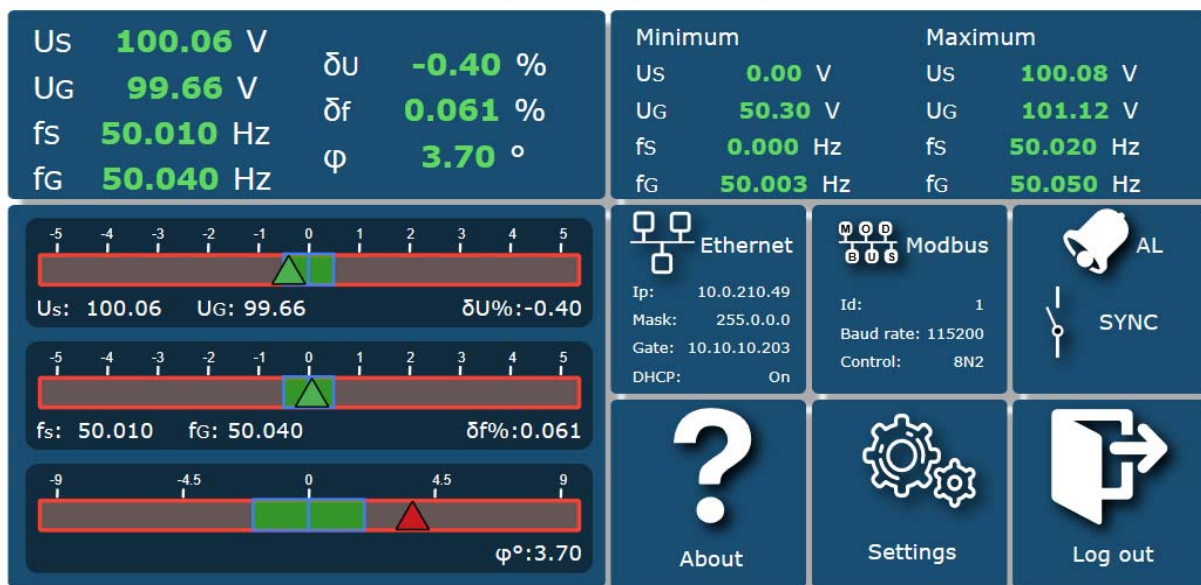 Us 100.06 V
UG 99.66 V
fs 50.010 Hz
fG 50.040 Hz
δU -0.40 %
δf 0.061 %
φ 3.70 °
Minimum
Us 0.00 V
UG 50.30 V
fs 0.000 Hz
fG 50.003 Hz
Maximum
Us 100.08 V
UG 101.12 V
fs 50.020 Hz
fG 50.050 Hz
-5 -4 -3 -2 -1 0 1 2 3 4 5
Us: 100.06 UG: 99.66 δU%:-0.40
-5 -4 -3 -2 -1 0 1 2 3 4 5
fs: 50.010 fG: 50.040 δf%:0.061
-9 -4.5 0 4.5 9
φ°:3.70
Ethernet
Ip: 10.0.210.49
Mask: 255.0.0.0
Gate: 10.10.10.203
DHCP: On
MOD
BUS
Modbus
Id: 1
Baud rate: 115200
Control: 8N2
AL
SYNC
?
About
Settings
Log out